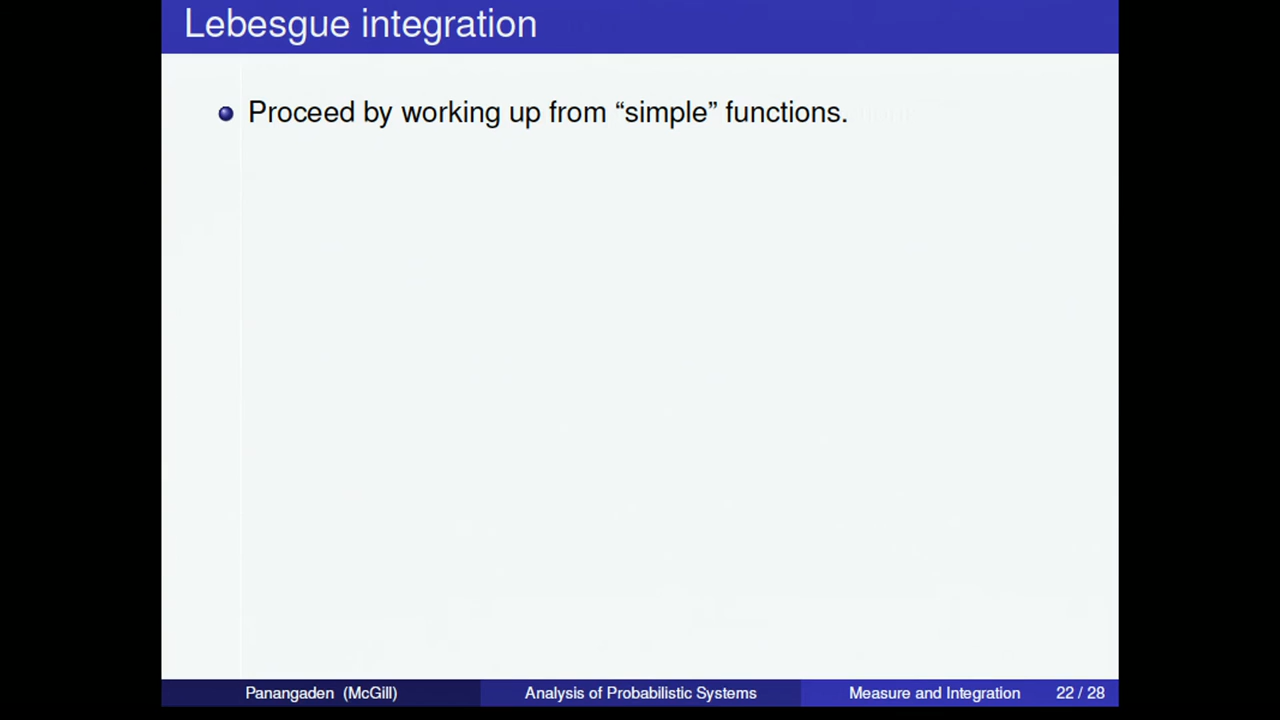 Lebesgue integration
Proceed by working up from “simple” functions.
Panangaden (McGill) Analysis of Probabilistic Systems Measure and Integration 22 / 28